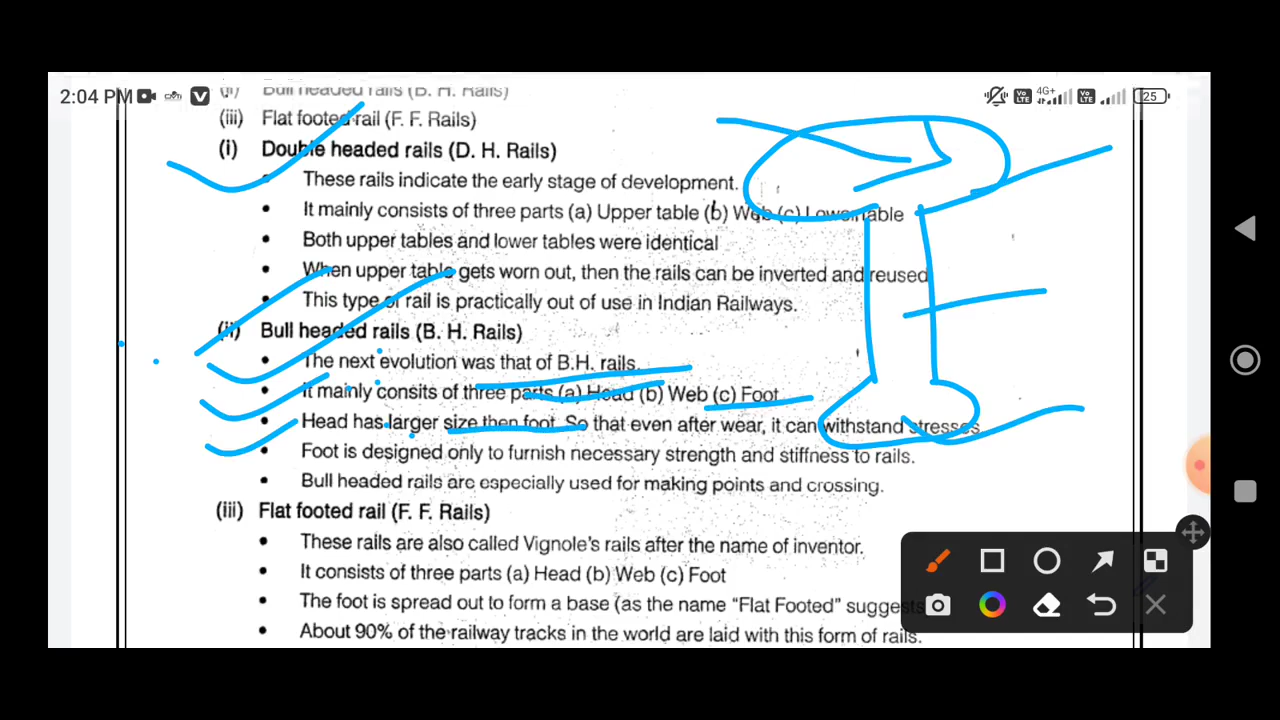 2:04 PM
4G+
25
(ii) Bull headed rails (B. H. Rails)
(iii) Flat footed rail (F. F. Rails)
(i) Double headed rails (D. H. Rails)
These rails indicate the early stage of development.
• It mainly consists of three parts (a) Upper table (b) Web (c) Lower table
• Both upper tables and lower tables were identical
• When upper table gets worn out, then the rails can be inverted and reused
• This type of rail is practically out of use in Indian Railways.
(ii) Bull headed rails (B. H. Rails)
• The next evolution was that of B.H. rails.
• It mainly consits of three parts (a) Head (b) Web (c) Foot
• Head has larger size then foot. So that even after wear, it can withstand stresses.
• Foot is designed only to furnish necessary strength and stiffness to rails.
• Bull headed rails are especially used for making points and crossing.
(iii) Flat footed rail (F. F. Rails)
• These rails are also called Vignole's rails after the name of inventor.
• It consists of three parts (a) Head (b) Web (c) Foot
• The foot is spread out to form a base (as the name "Flat Footed" suggests
• About 90% of the railway tracks in the world are laid with this form of rails.